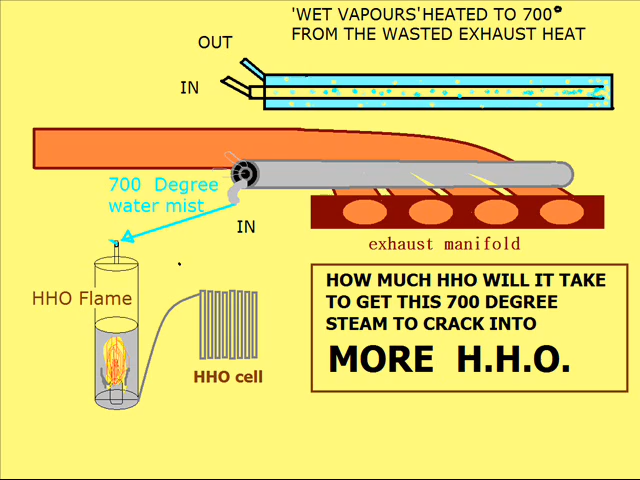 'WET VAPOURS'HEATED TO 700°
FROM THE WASTED EXHAUST HEAT
OUT
IN
700 Degree
water mist
IN
exhaust manifold
HHO Flame
HHO cell
HOW MUCH HHO WILL IT TAKE
TO GET THIS 700 DEGREE
STEAM TO CRACK INTO
MORE H.H.O.